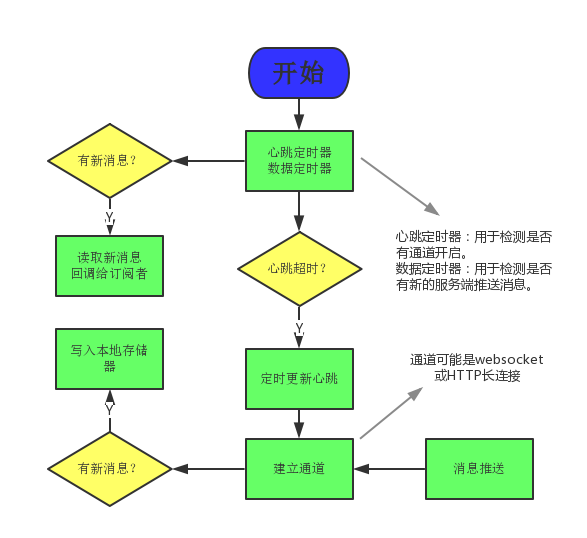 开始
心跳定时器
数据定时器
有新消息?
Y
读取新消息
回调给订阅者
心跳定时器：用于检测是否
有通道开启。
数据定时器：用于检测是否
有新的服务端推送消息。
心跳超时?
Y
写入本地存储
器
定时更新心跳
通道可能是websocket
或HTTP长连接
Y
有新消息?
建立通道
消息推送